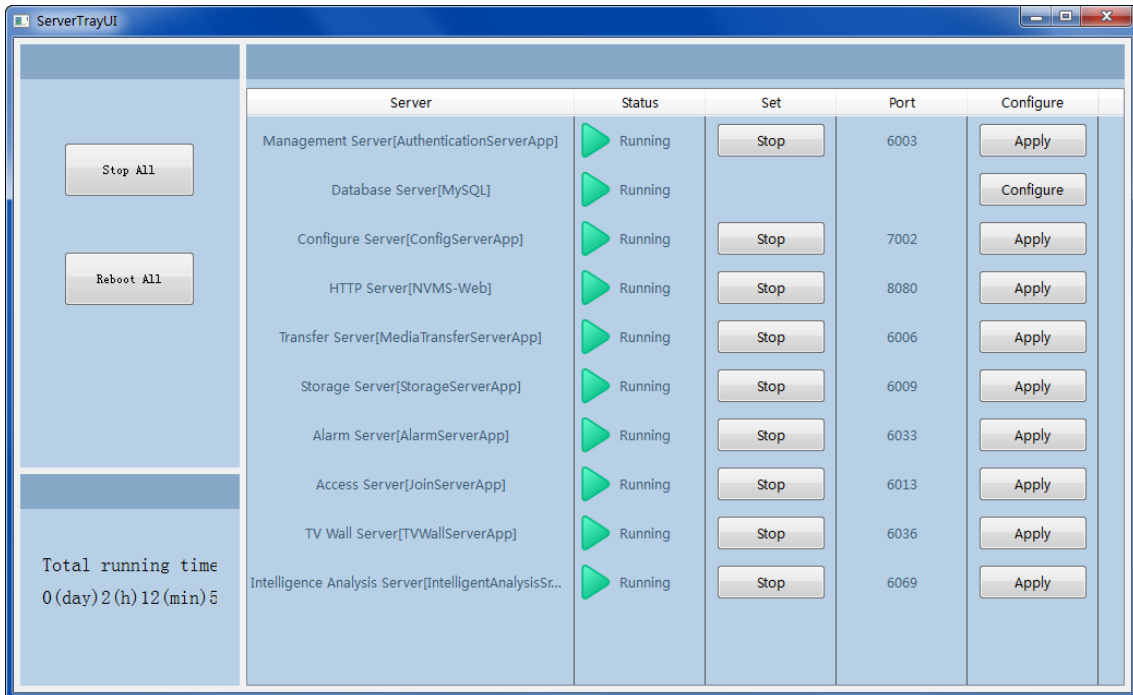 ServerTrayUI
Stop All
Reboot All
Total running time
0(day)2(h)12(min)5
Server Status Set Port Configure
Management Server[AuthenticationServerApp] Running Stop 6003 Apply
Database Server[MySQL] Running Configure
Configure Server[ConfigServerApp] Running Stop 7002 Apply
HTTP Server[NVMS-Web] Running Stop 8080 Apply
Transfer Server[MediaTransferServerApp] Running Stop 6006 Apply
Storage Server[StorageServerApp] Running Stop 6009 Apply
Alarm Server[AlarmServerApp] Running Stop 6033 Apply
Access Server[JoinServerApp] Running Stop 6013 Apply
TV Wall Server[TVWallServerApp] Running Stop 6036 Apply
Intelligence Analysis Server[IntelligentAnalysisSr... Running Stop 6069 Apply